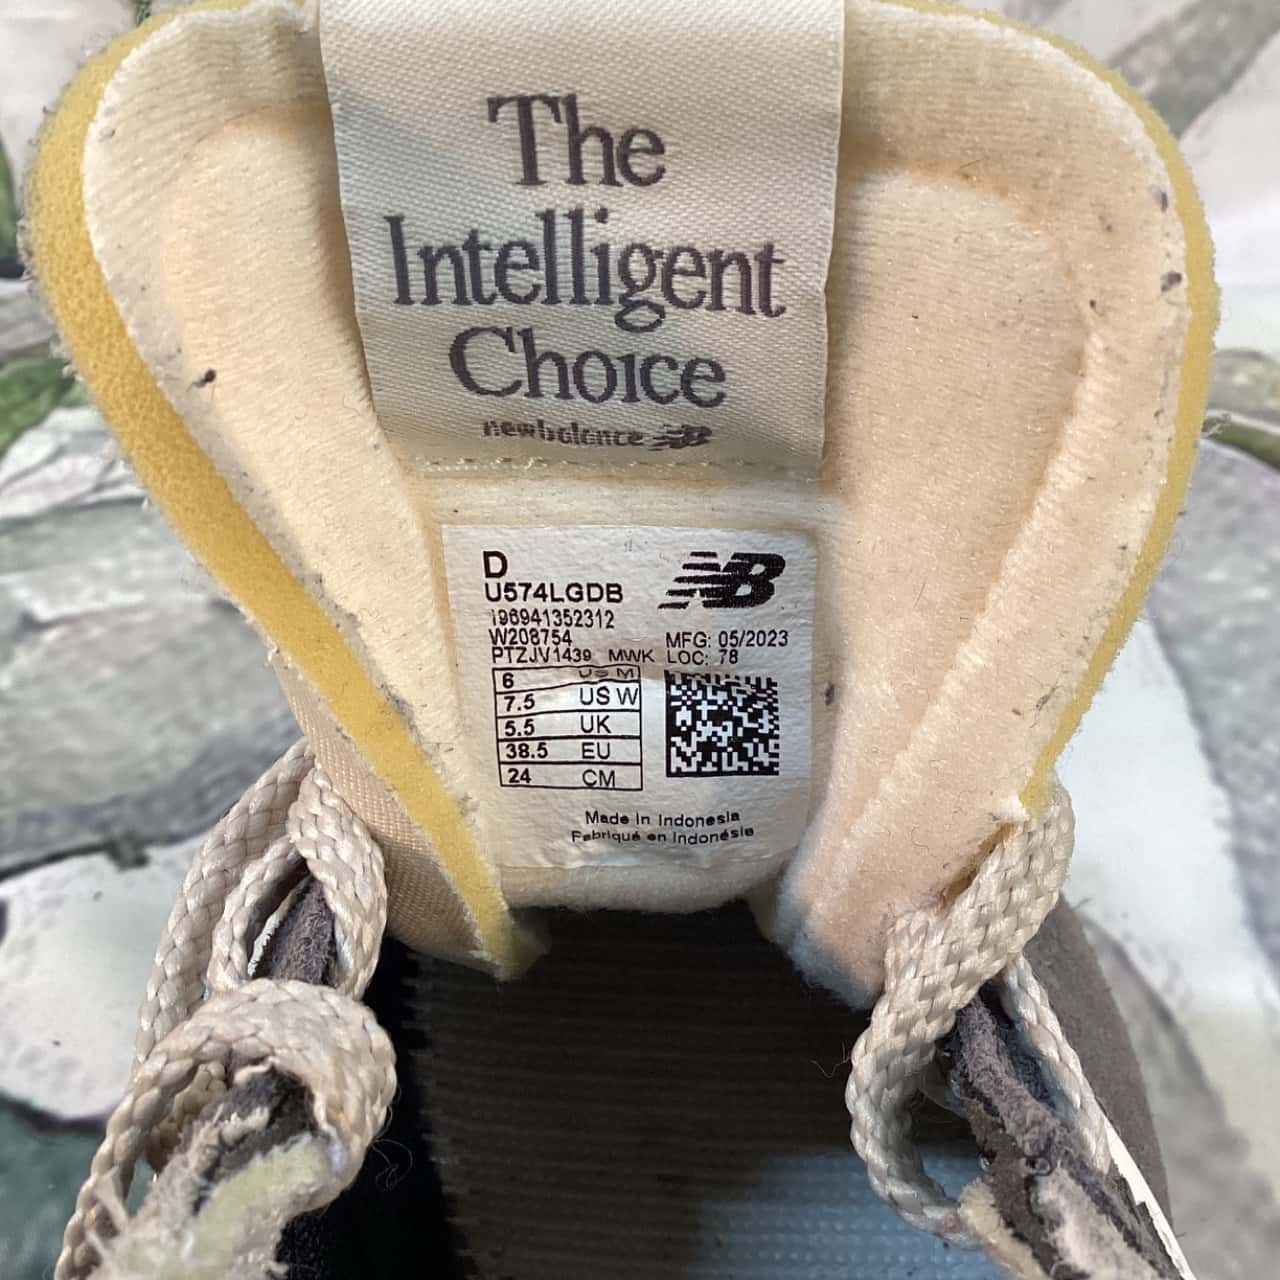 The
Intelligent
Choice
new balance
D
U574LGDB
196941352312
W208754
MFG: 05/2023
PTZJV1439 MWK LOC: 78
6 US M
7.5 US W
5.5 UK
38.5 EU
24 CM
NB
Made in Indonesia
Fabriqué en Indonésie